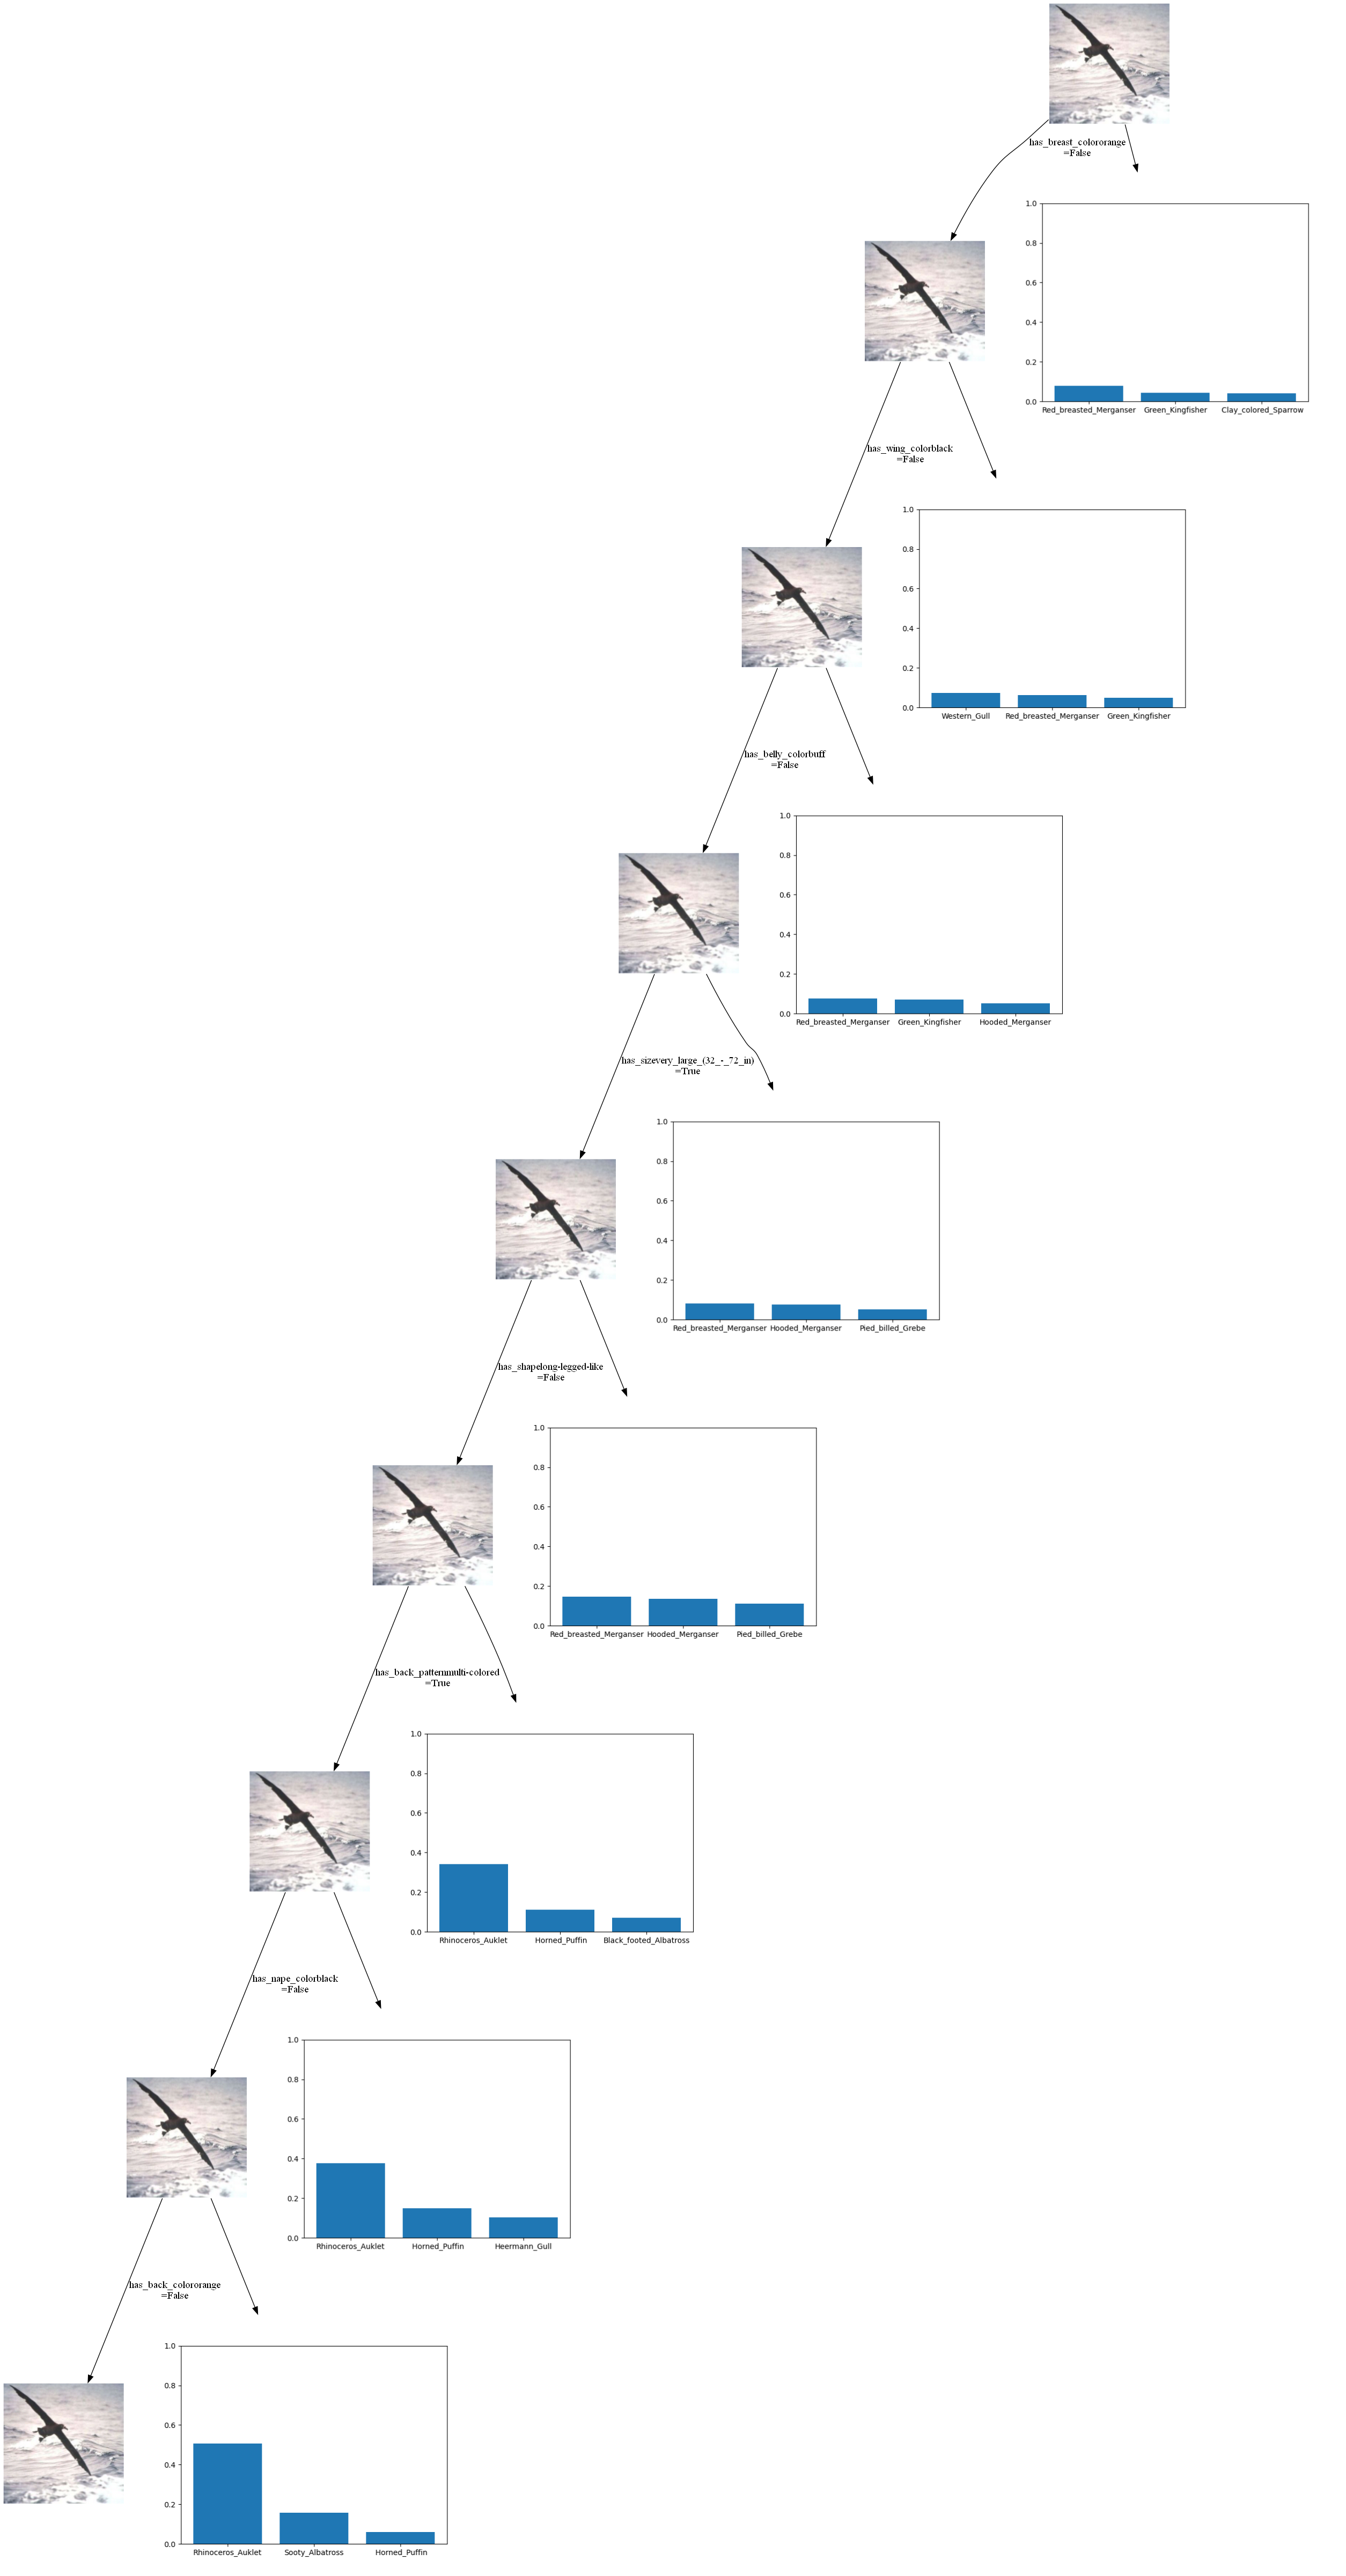 has_breast_colororange
=False
1.0
0.8
0.6
0.4
0.2
0.0
Red_breasted_Merganser Green_Kingfisher Clay_colored_Sparrow
has_wing_colorblack
=False
1.0
0.8
0.6
0.4
0.2
0.0
Western_Gull Red_breasted_Merganser Green_Kingfisher
has_belly_colorbuff
=False
1.0
0.8
0.6
0.4
0.2
0.0
Red_breasted_Merganser Green_Kingfisher Hooded_Merganser
has_sizevery_large_(32_-_72_in)
=True
1.0
0.8
0.6
0.4
0.2
0.0
Red_breasted_Merganser Hooded_Merganser Pied_billed_Grebe
has_shapelong-legged-like
=False
1.0
0.8
0.6
0.4
0.2
0.0
Red_breasted_Merganser Hooded_Merganser Pied_billed_Grebe
has_back_patternmulti-colored
=True
1.0
0.8
0.6
0.4
0.2
0.0
Rhinoceros_Auklet Horned_Puffin Black_footed_Albatross
has_nape_colorblack
=False
1.0
0.8
0.6
0.4
0.2
0.0
Rhinoceros_Auklet Horned_Puffin Heermann_Gull
has_back_colororange
=False
1.0
0.8
0.6
0.4
0.2
0.0
Rhinoceros_Auklet Sooty_Albatross Horned_Puffin